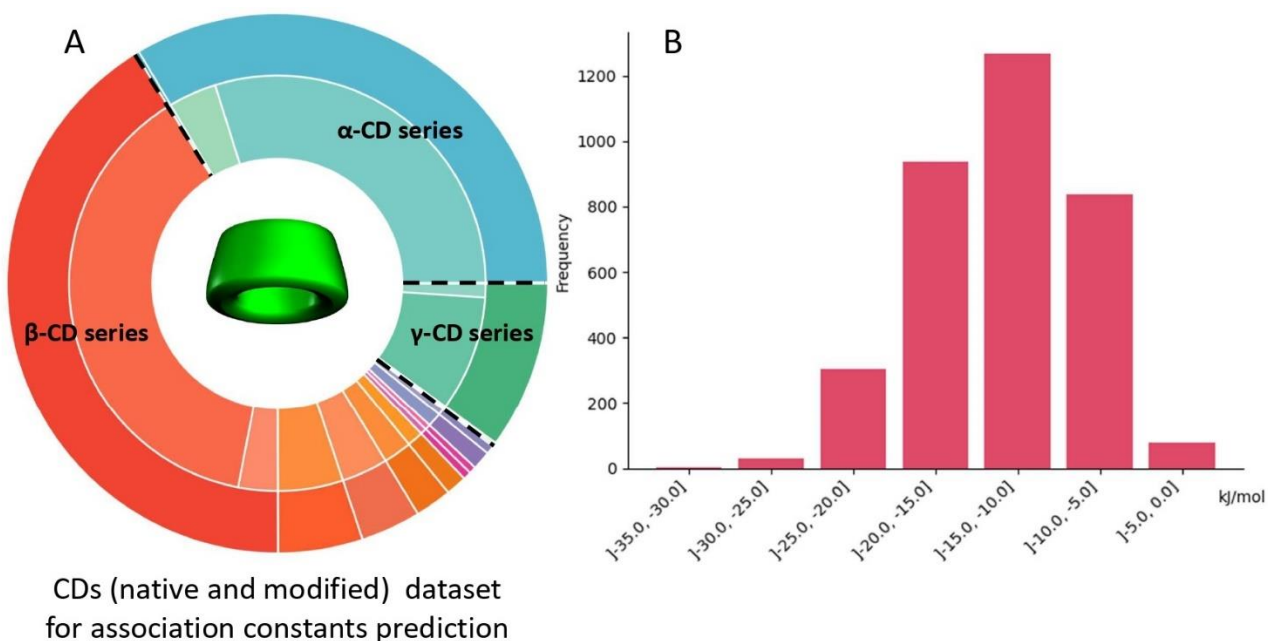 A
α-CD series
β-CD series
γ-CD series
CDs (native and modified) dataset
for association constants prediction
B
Frequency
1200
1000
800
600
400
200
0
]-35.0, -30.0]
]-30.0, -25.0]
]-25.0, -20.0]
]-20.0, -15.0]
]-15.0, -10.0]
]-10.0, -5.0]
]-5.0, 0.0]
kJ/mol